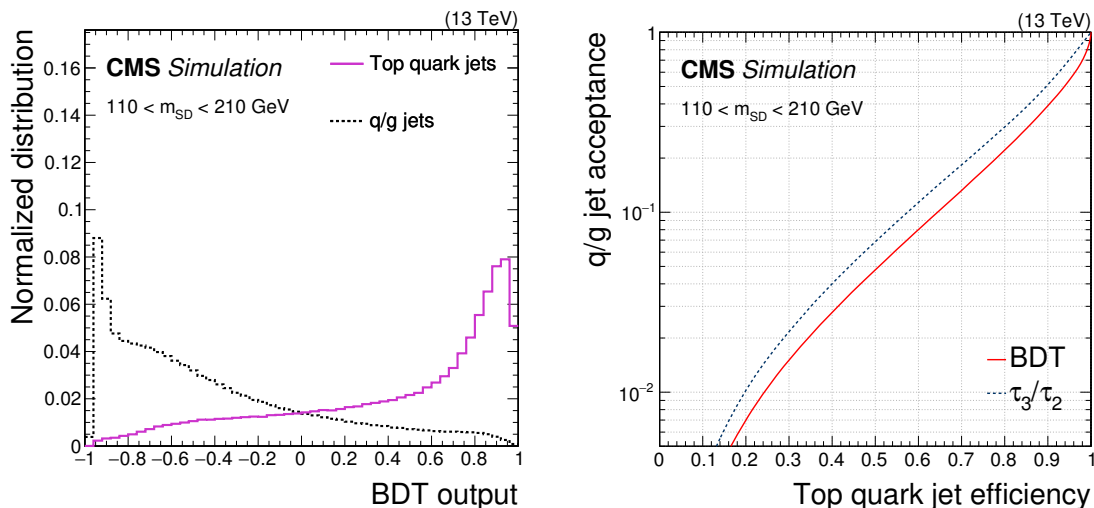 (13 TeV)
CMS Simulation
110 < m_SD < 210 GeV
Top quark jets
q/g jets
Normalized distribution
0.16
0.14
0.12
0.1
0.08
0.06
0.04
0.02
0
−1 −0.8 −0.6 −0.4 −0.2 0 0.2 0.4 0.6 0.8 1
BDT output
(13 TeV)
CMS Simulation
110 < m_SD < 210 GeV
q/g jet acceptance
1
10^−1
10^−2
BDT
τ_3/τ_2
0 0.1 0.2 0.3 0.4 0.5 0.6 0.7 0.8 0.9 1
Top quark jet efficiency